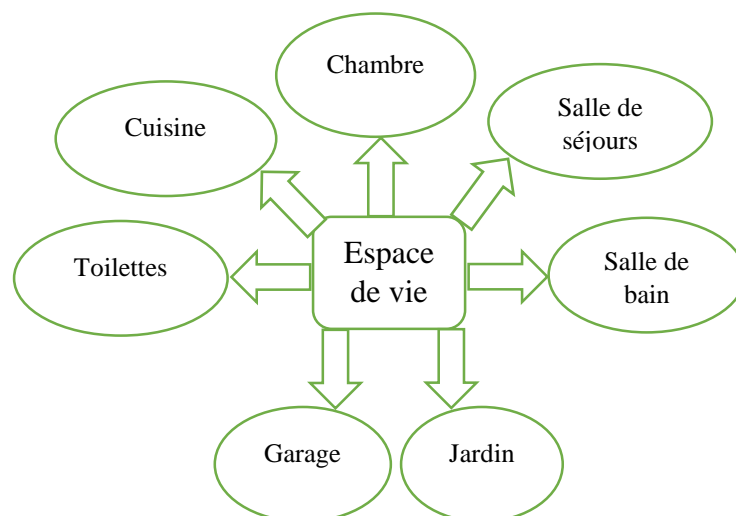 Chambre
Salle de
séjours
Cuisine
Espace
de vie
Toilettes
Salle de
bain
Garage
Jardin